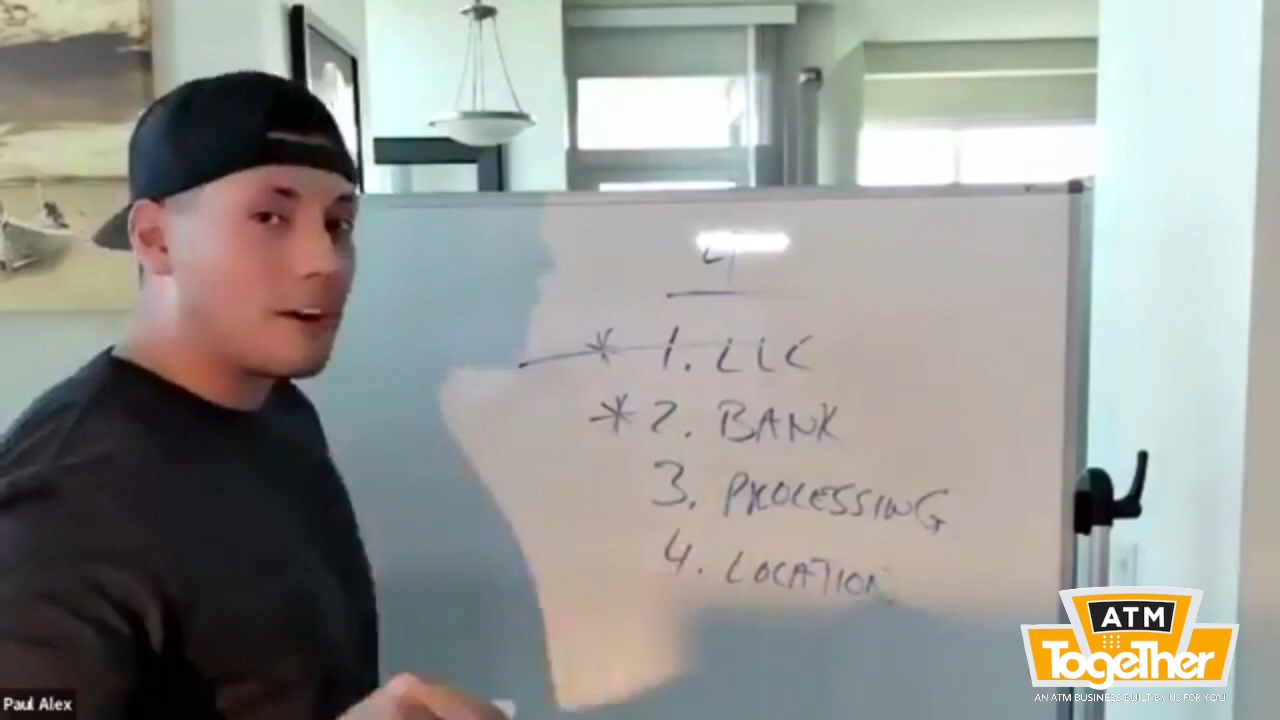 4
* 1. LLC
* 2. BANK
3. PROCESSING
4. LOCATION
ATM
TogeTher
AN ATM BUSINESS BUILT BY US FOR YOU
Paul Alex